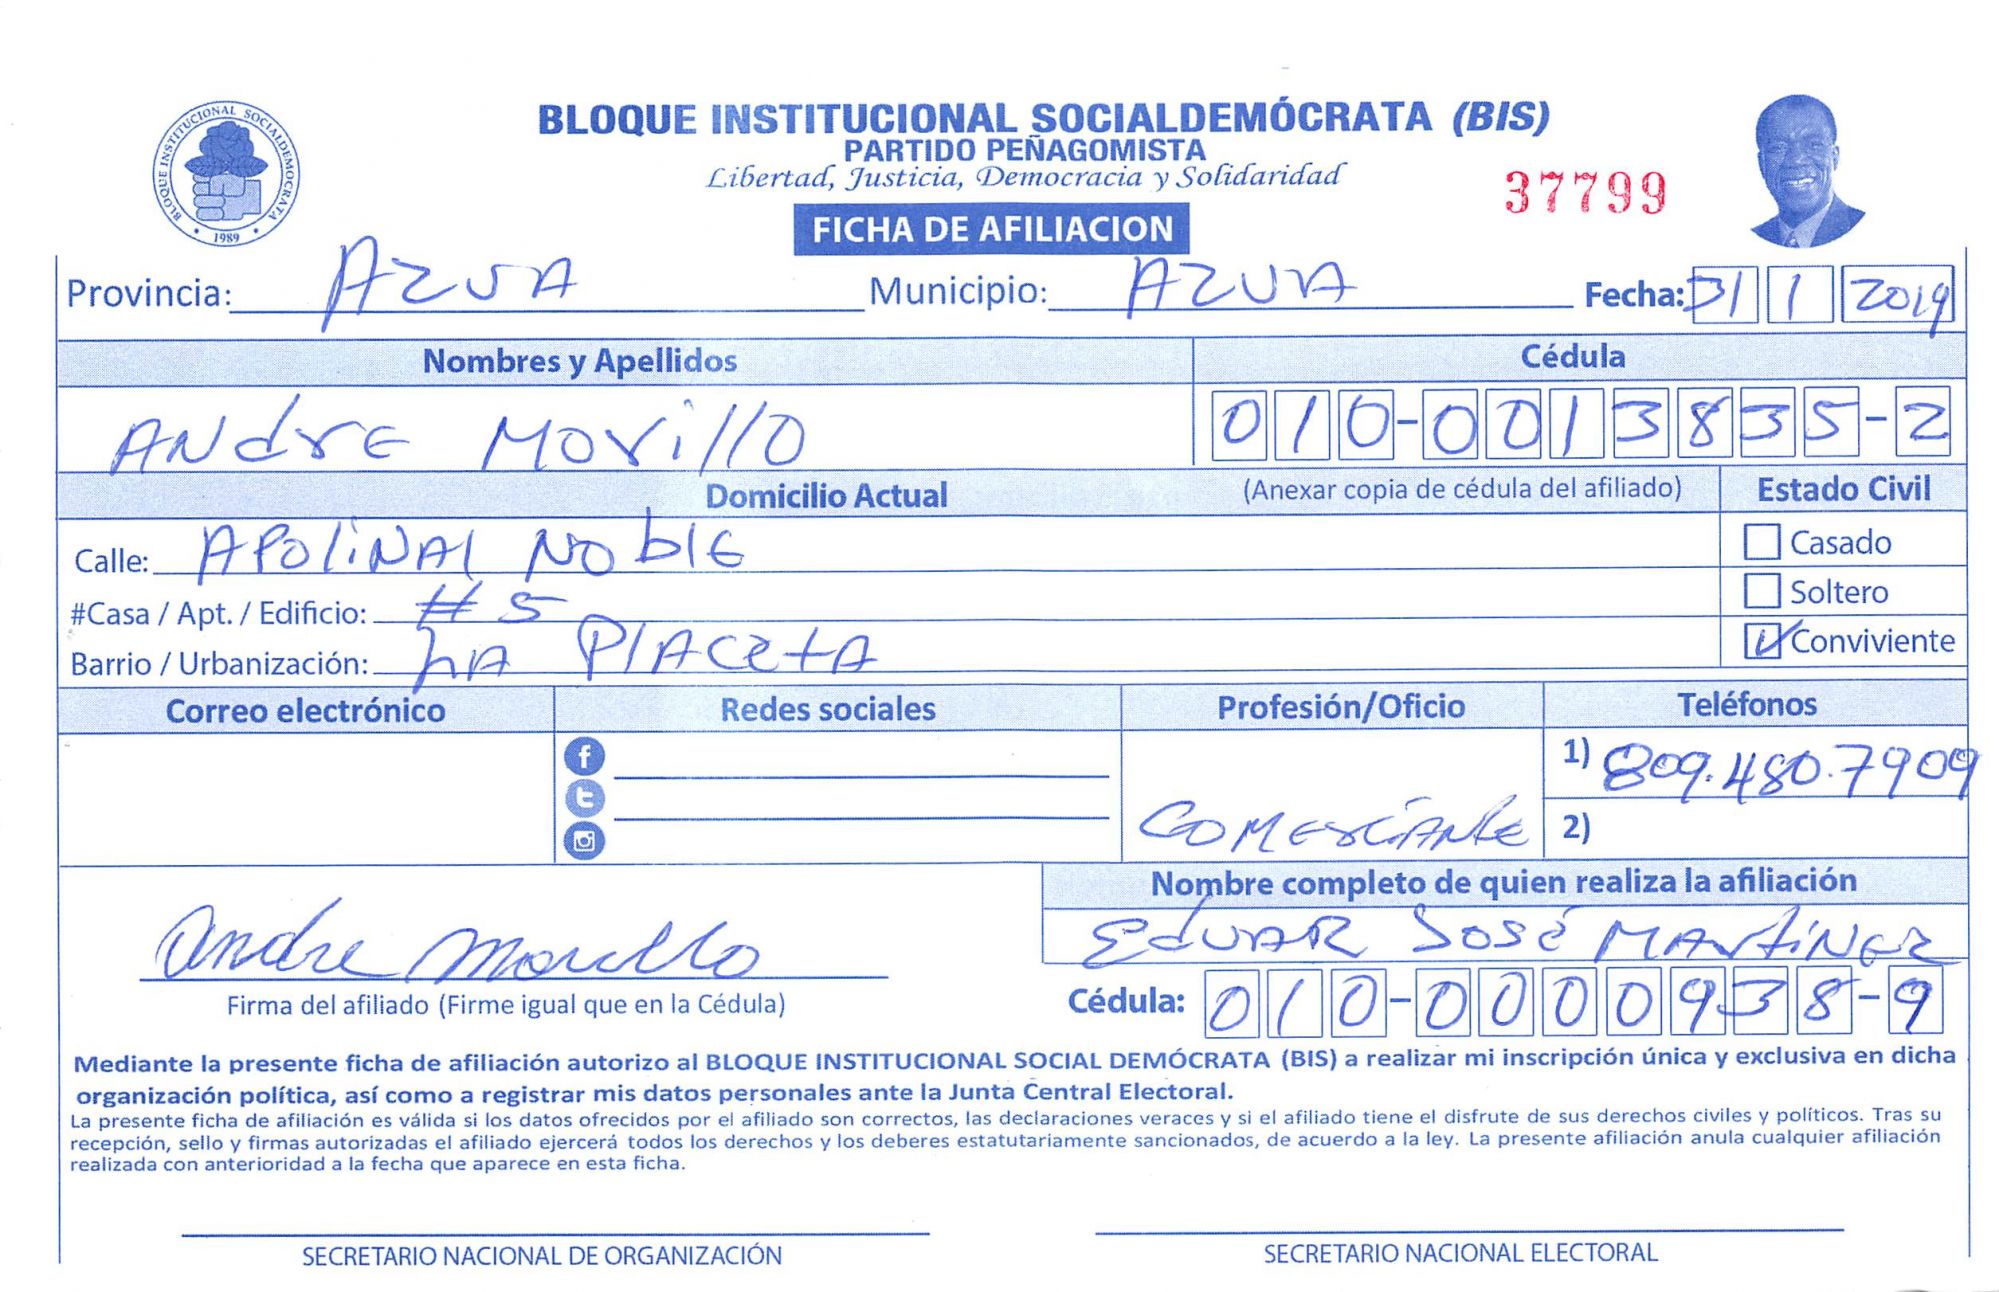 BLOQUE INSTITUCIONAL SOCIALDEMÓCRATA (BIS)
PARTIDO PEÑAGOMISTA
Libertad, Justicia, Democracia y Solidaridad
37799
BLOQUE INSTITUCIONAL SOCIALDEMOCRATA
1989
FICHA DE AFILIACION
Provincia: AZUA Municipio: AZUA Fecha: 31 1 2019
Nombres y Apellidos Cédula
ANdrE Morillo 010-0013835-2
Domicilio Actual (Anexar copia de cédula del afiliado) Estado Civil
Calle: APOliNAl NOblE Casado
#Casa / Apt. / Edificio: #5 Soltero
Barrio / Urbanización: LA PlACetA Conviviente
Correo electrónico Redes sociales Profesión/Oficio Teléfonos
1) 809.480.7909
COMErciANtE 2)
Nombre completo de quien realiza la afiliación
Andre Morillo EdUAR José MArtíNEz
Firma del afiliado (Firme igual que en la Cédula) Cédula: 010-0000938-9
Mediante la presente ficha de afiliación autorizo al BLOQUE INSTITUCIONAL SOCIAL DEMÓCRATA (BIS) a realizar mi inscripción única y exclusiva en dicha
organización política, así como a registrar mis datos personales ante la Junta Central Electoral.
La presente ficha de afiliación es válida si los datos ofrecidos por el afiliado son correctos, las declaraciones veraces y si el afiliado tiene el disfrute de sus derechos civiles y políticos. Tras su
recepción, sello y firmas autorizadas el afiliado ejercerá todos los derechos y los deberes estatutariamente sancionados, de acuerdo a la ley. La presente afiliación anula cualquier afiliación
realizada con anterioridad a la fecha que aparece en esta ficha.
SECRETARIO NACIONAL DE ORGANIZACIÓN SECRETARIO NACIONAL ELECTORAL